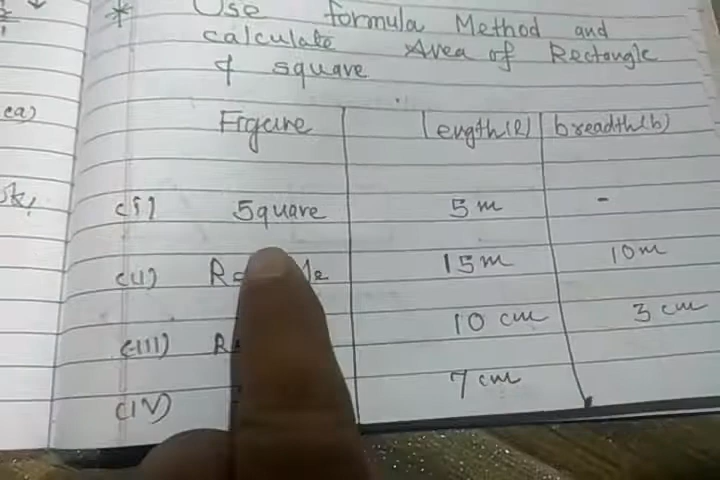 * Use formula Method and
calculate Area of Rectangle
& square
ea)
Figure length(l) breadth(b)
(i) Square 5 m -
(ii) 15 m 10 m
(iii) 10 cm 3 cm
(iv) 7 cm